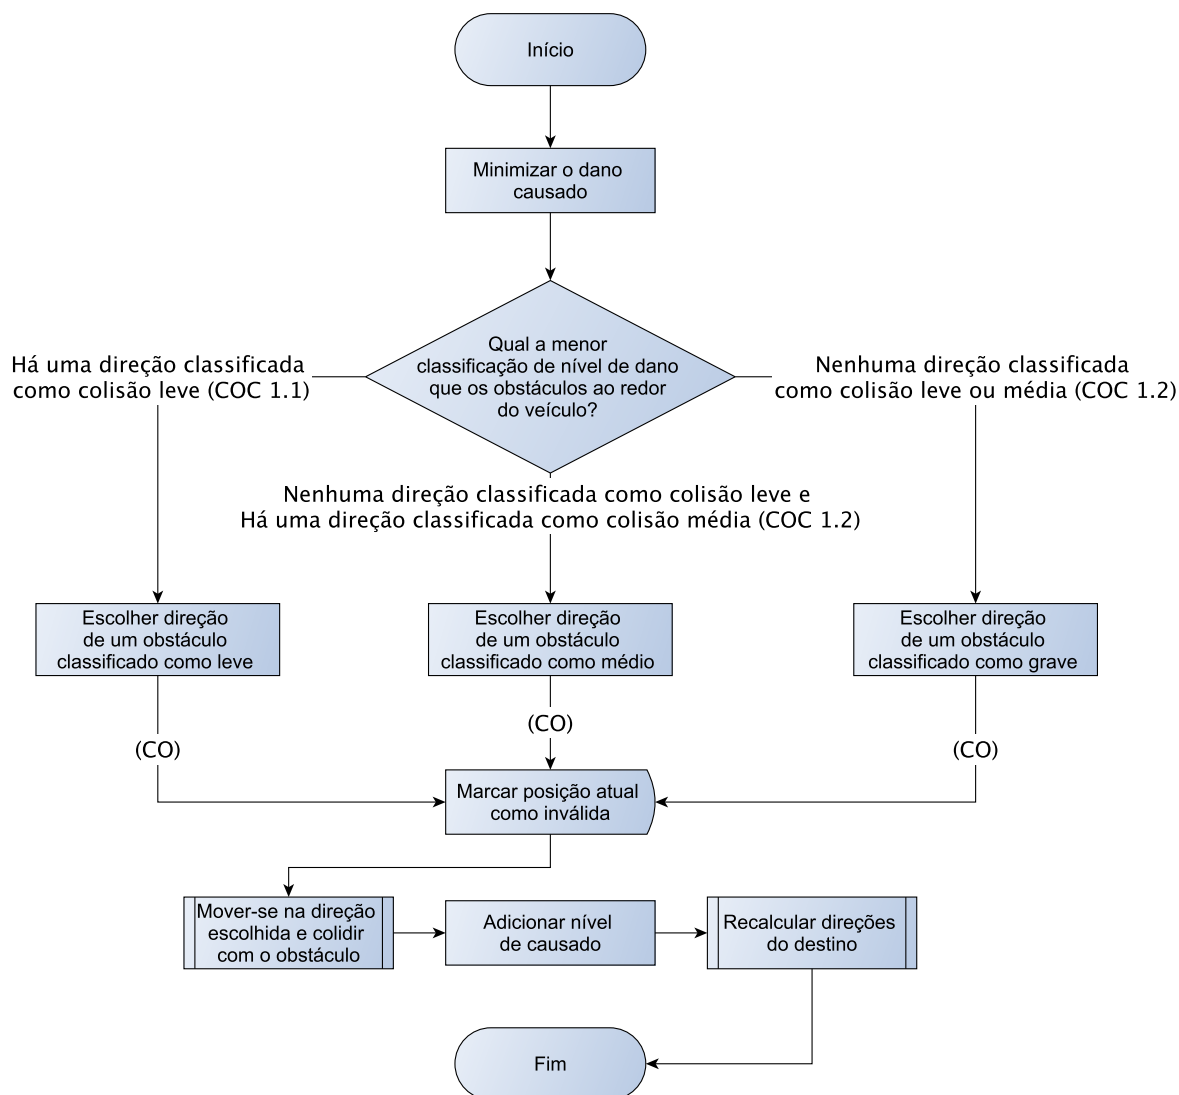 Início
Minimizar o dano
causado
Qual a menor
classificação de nível de dano
que os obstáculos ao redor
do veículo?
Há uma direção classificada
como colisão leve (COC 1.1)
Nenhuma direção classificada
como colisão leve ou média (COC 1.2)
Nenhuma direção classificada como colisão leve e
Há uma direção classificada como colisão média (COC 1.2)
Escolher direção
de um obstáculo
classificado como leve
Escolher direção
de um obstáculo
classificado como médio
Escolher direção
de um obstáculo
classificado como grave
(CO)
(CO)
(CO)
Marcar posição atual
como inválida
Mover-se na direção
escolhida e colidir
com o obstáculo
Adicionar nível
de causado
Recalcular direções
do destino
Fim